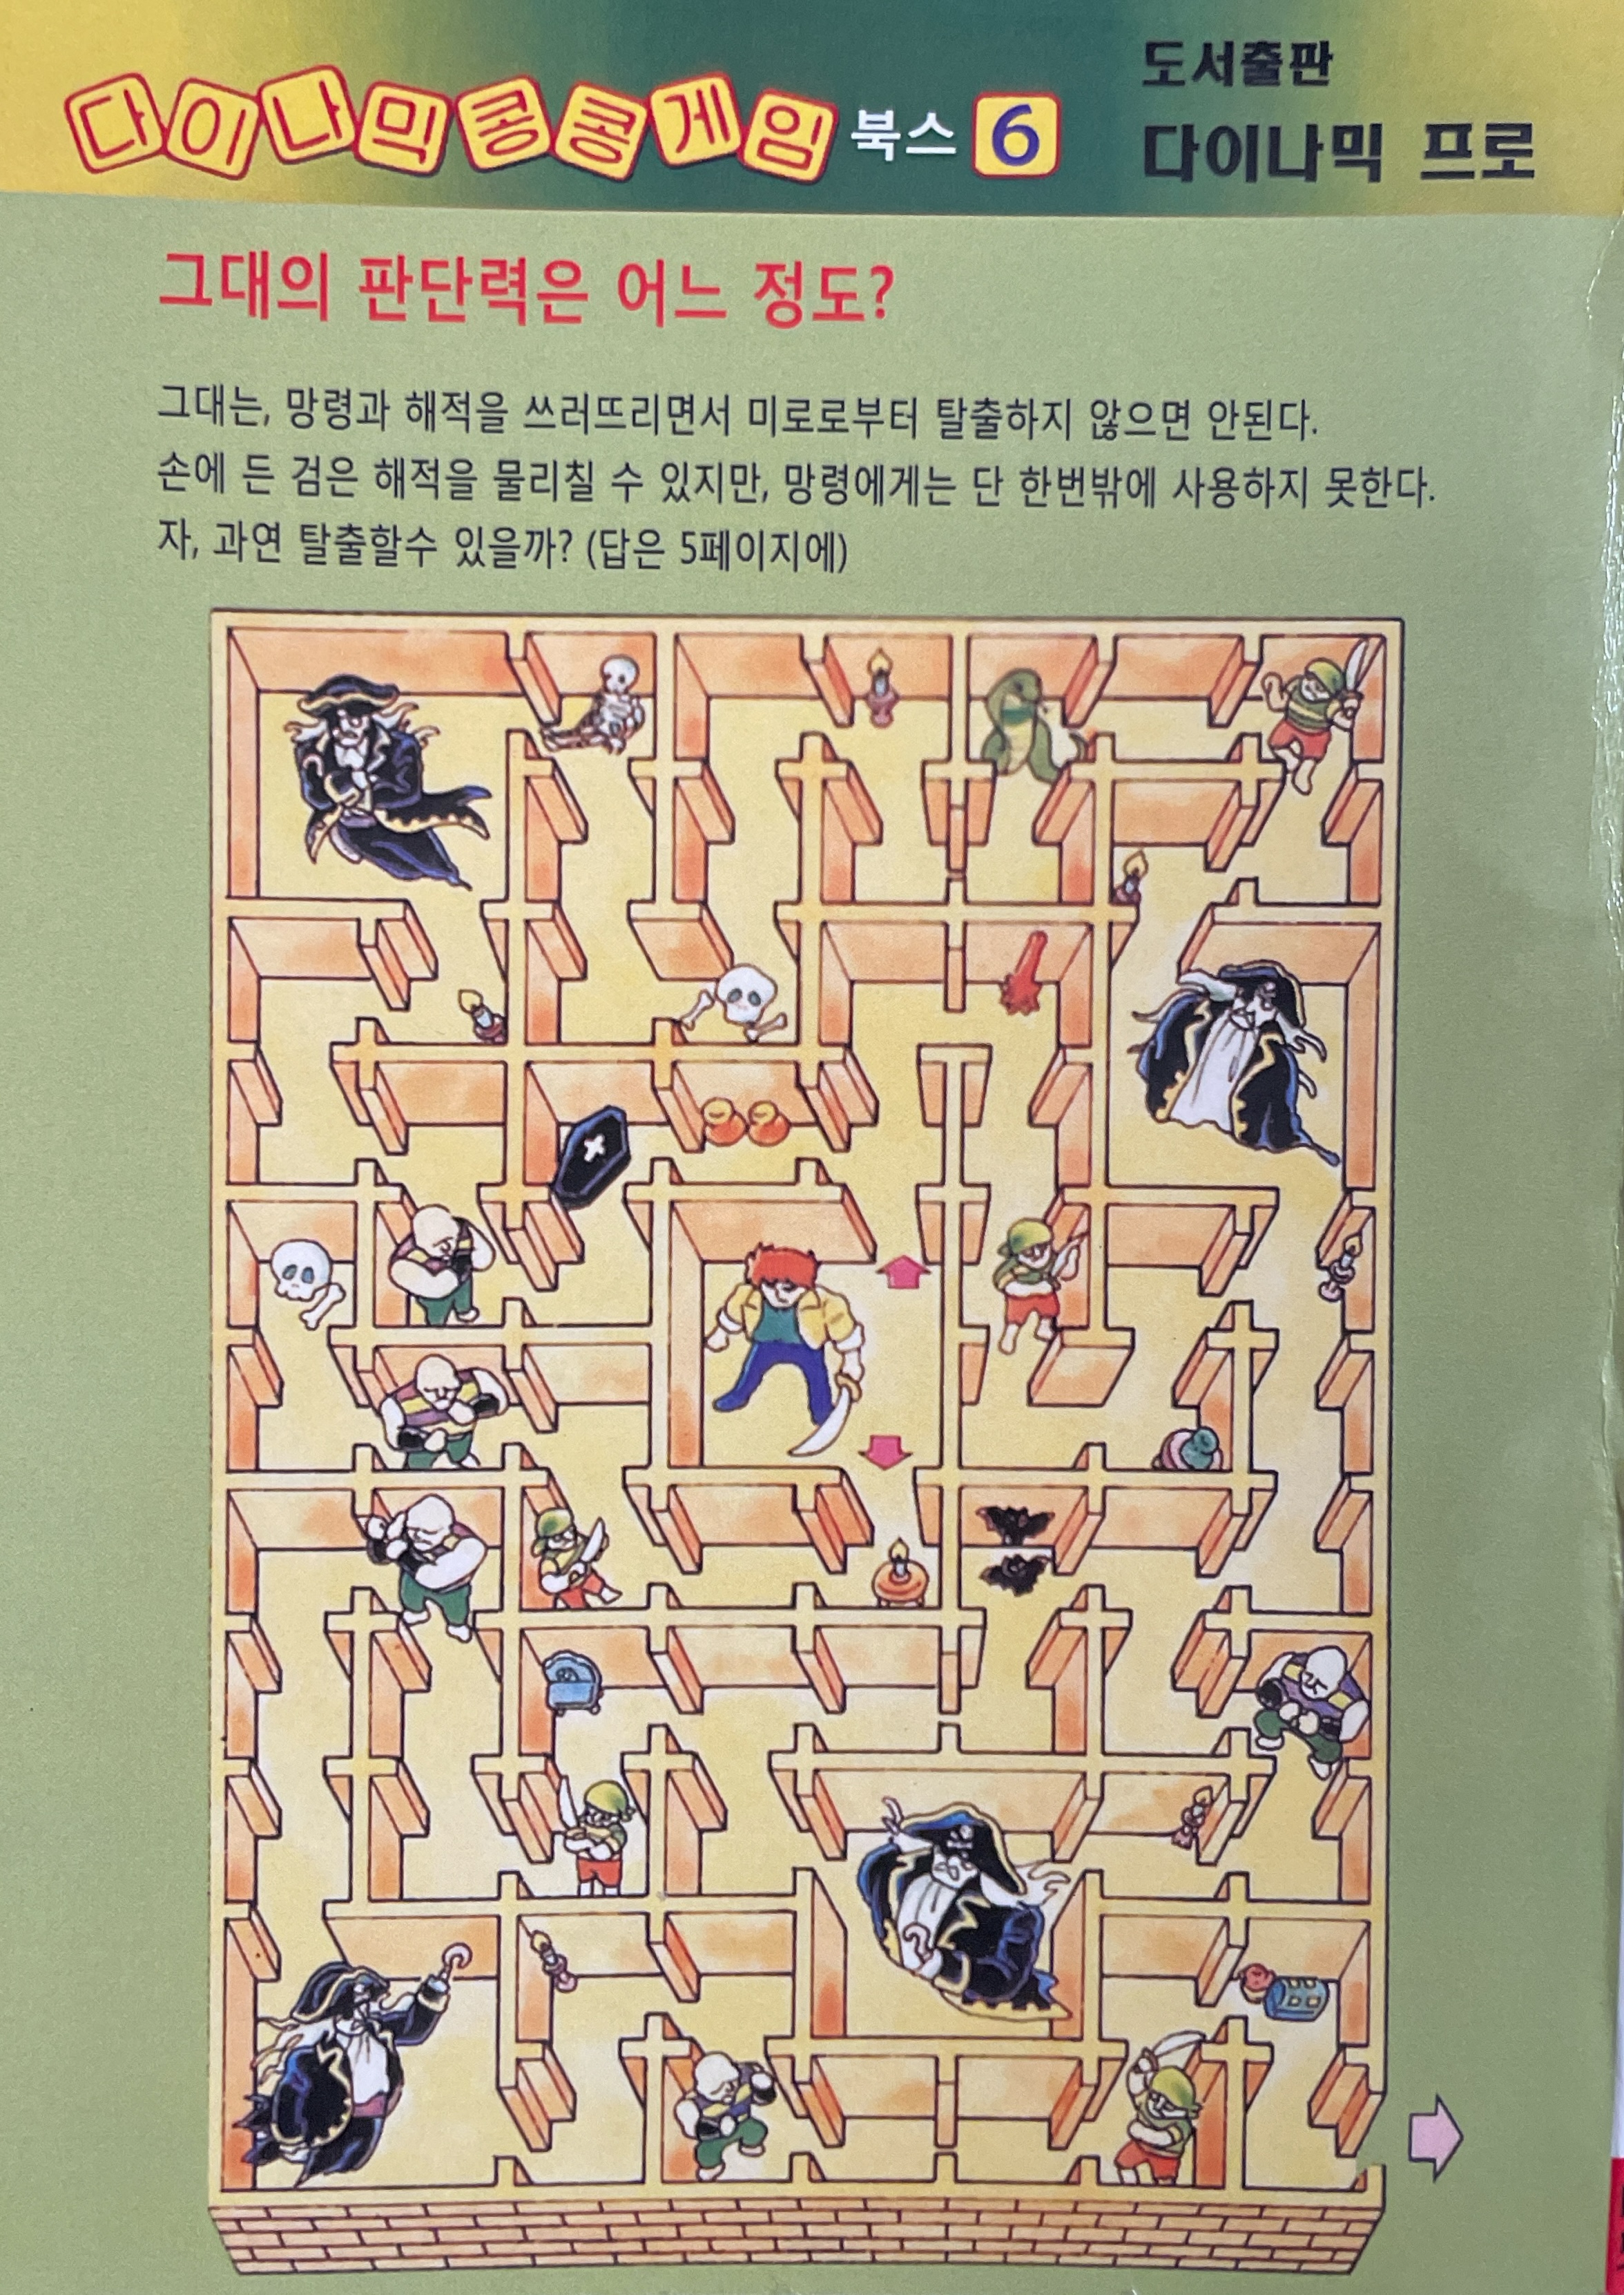 다이나믹콩콩게임 북스 6
도서출판
다이나믹 프로
그대의 판단력은 어느 정도?
그대는, 망령과 해적을 쓰러뜨리면서 미로로부터 탈출하지 않으면 안된다.
손에 든 검은 해적을 물리칠 수 있지만, 망령에게는 단 한번밖에 사용하지 못한다.
자, 과연 탈출할수 있을까? (답은 5페이지에)